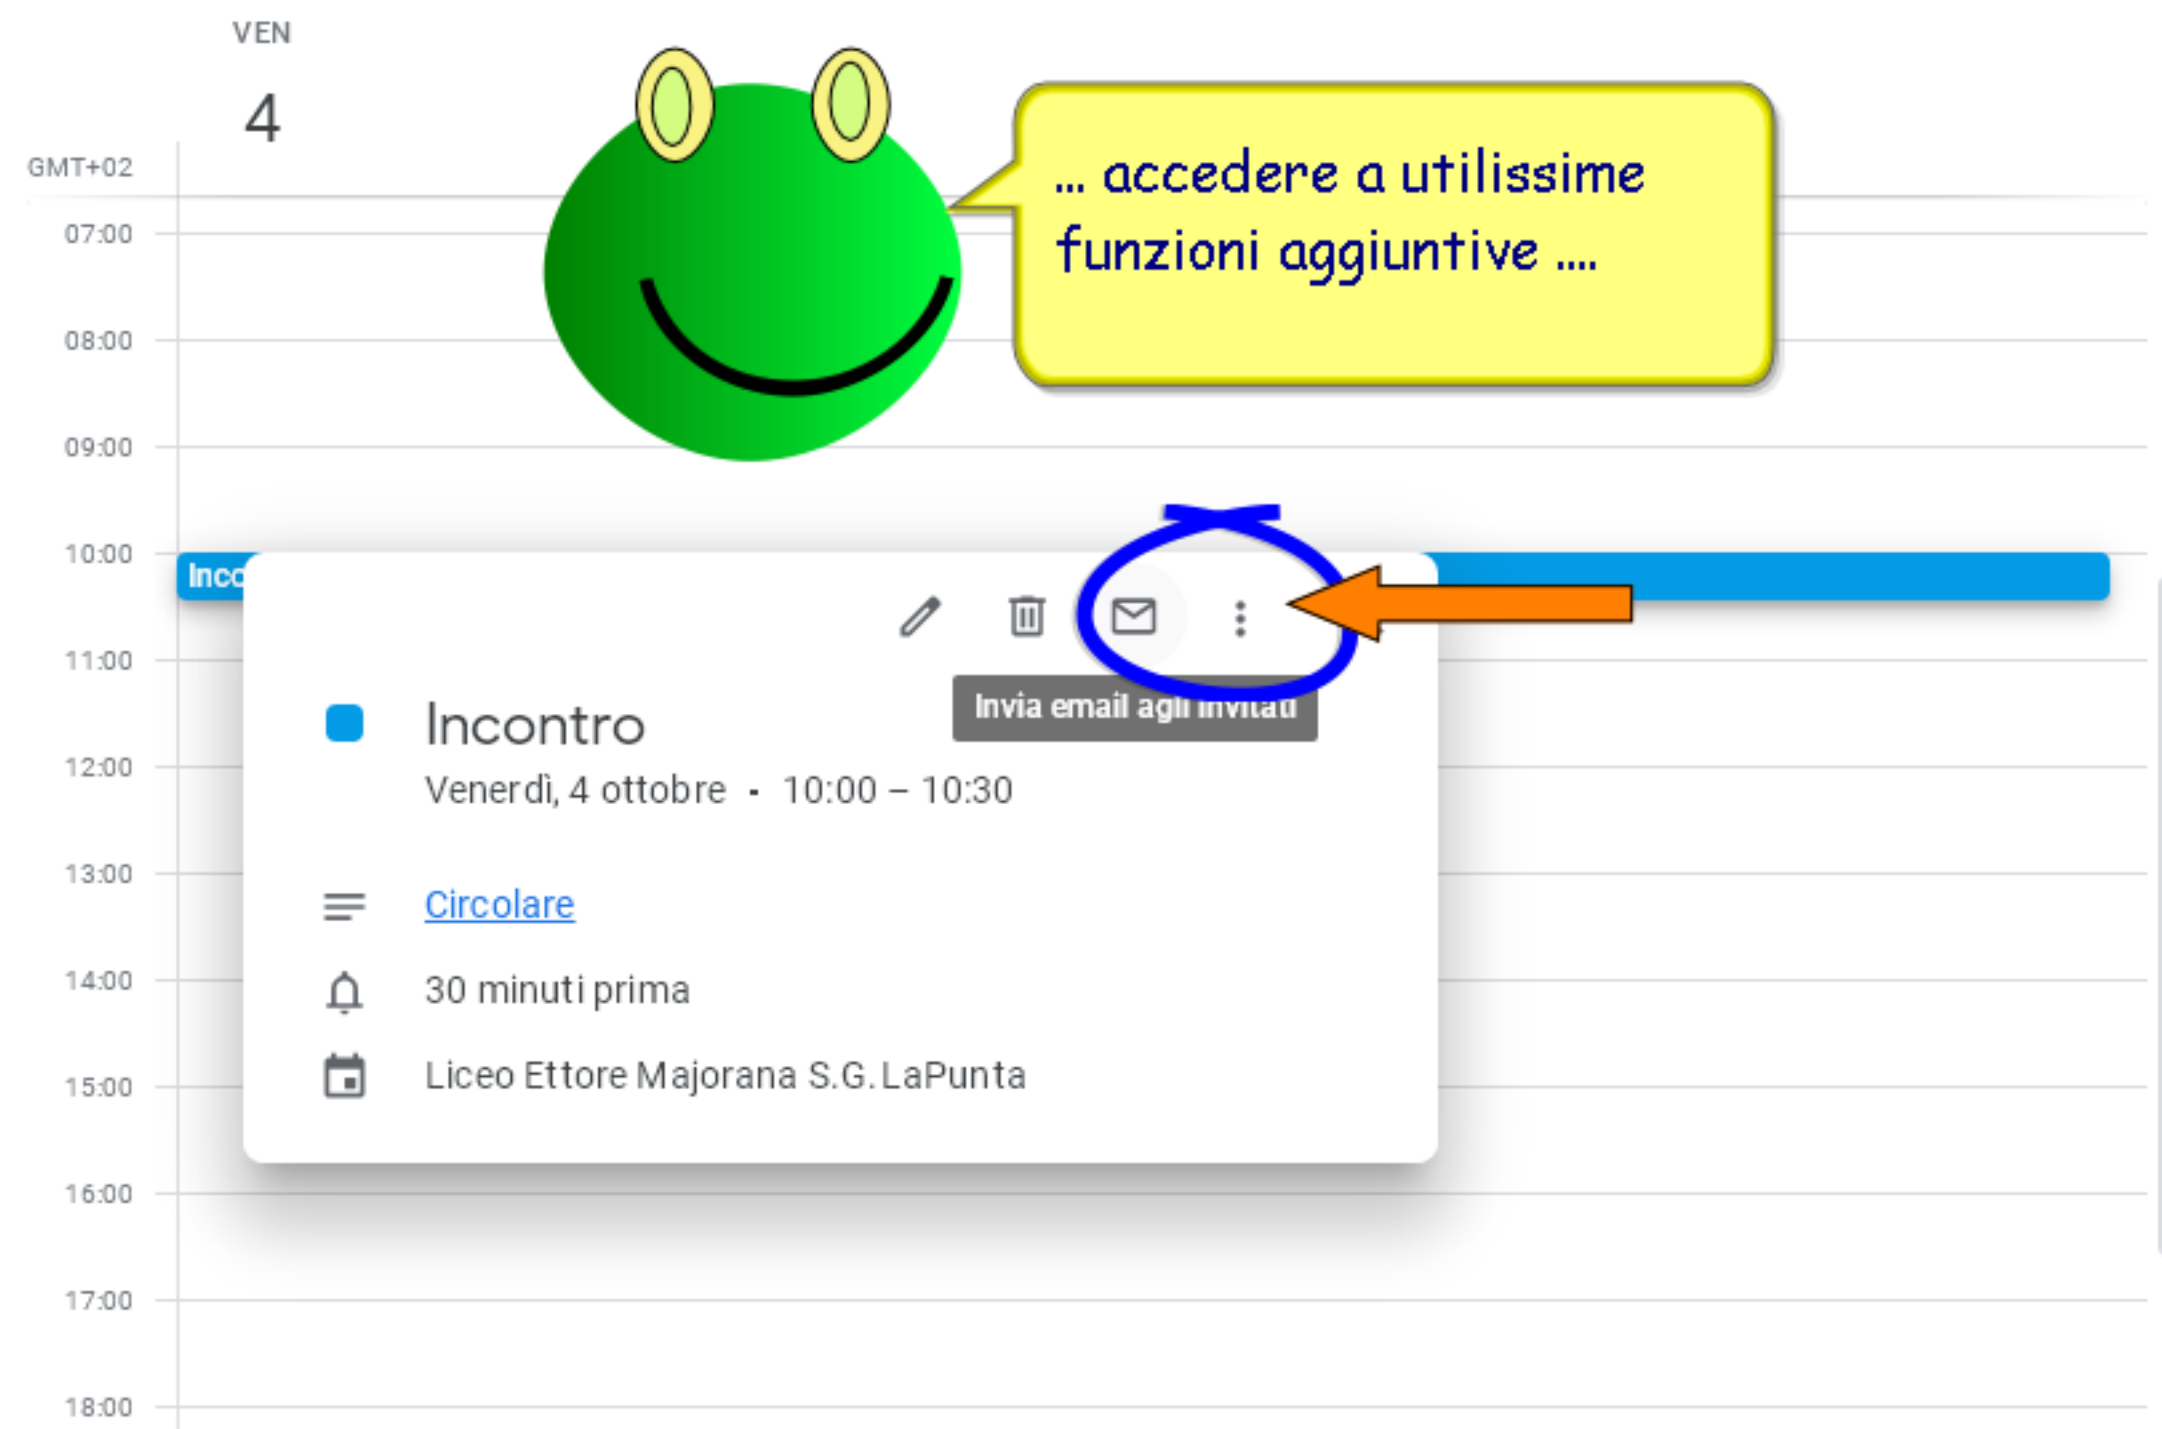 VEN
4
GMT+02
... accedere a utilissime
funzioni aggiuntive ....
07:00
08:00
09:00
10:00
Inco
11:00
Invia email agli invitati
Incontro
Venerdì, 4 ottobre • 10:00 – 10:30
12:00
13:00
Circolare
14:00
30 minuti prima
15:00
Liceo Ettore Majorana S.G.LaPunta
16:00
17:00
18:00